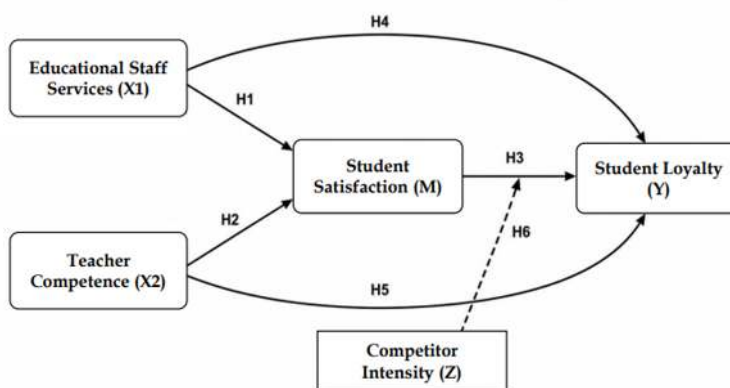 H4
Educational Staff
Services (X1)
H1
Student
Satisfaction (M)
H3
Student Loyalty
(Y)
H2
H6
Teacher
Competence (X2)
H5
Competitor
Intensity (Z)